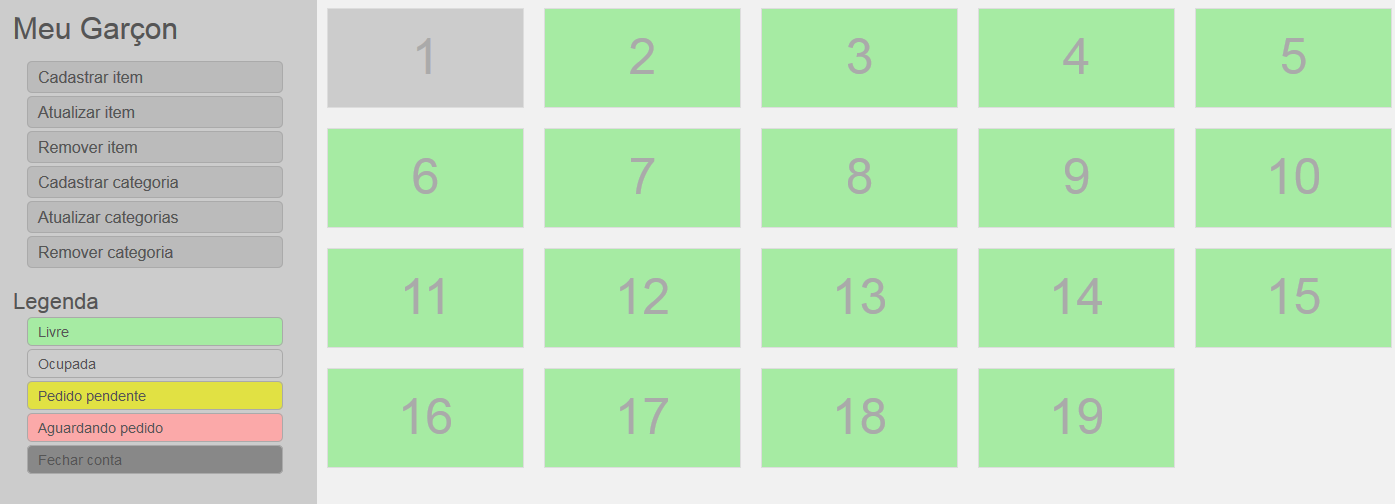 Meu Garçon
Cadastrar item
Atualizar item
Remover item
Cadastrar categoria
Atualizar categorias
Remover categoria
Legenda
Livre
Ocupada
Pedido pendente
Aguardando pedido
Fechar conta
1 2 3 4 5
6 7 8 9 10
11 12 13 14 15
16 17 18 19